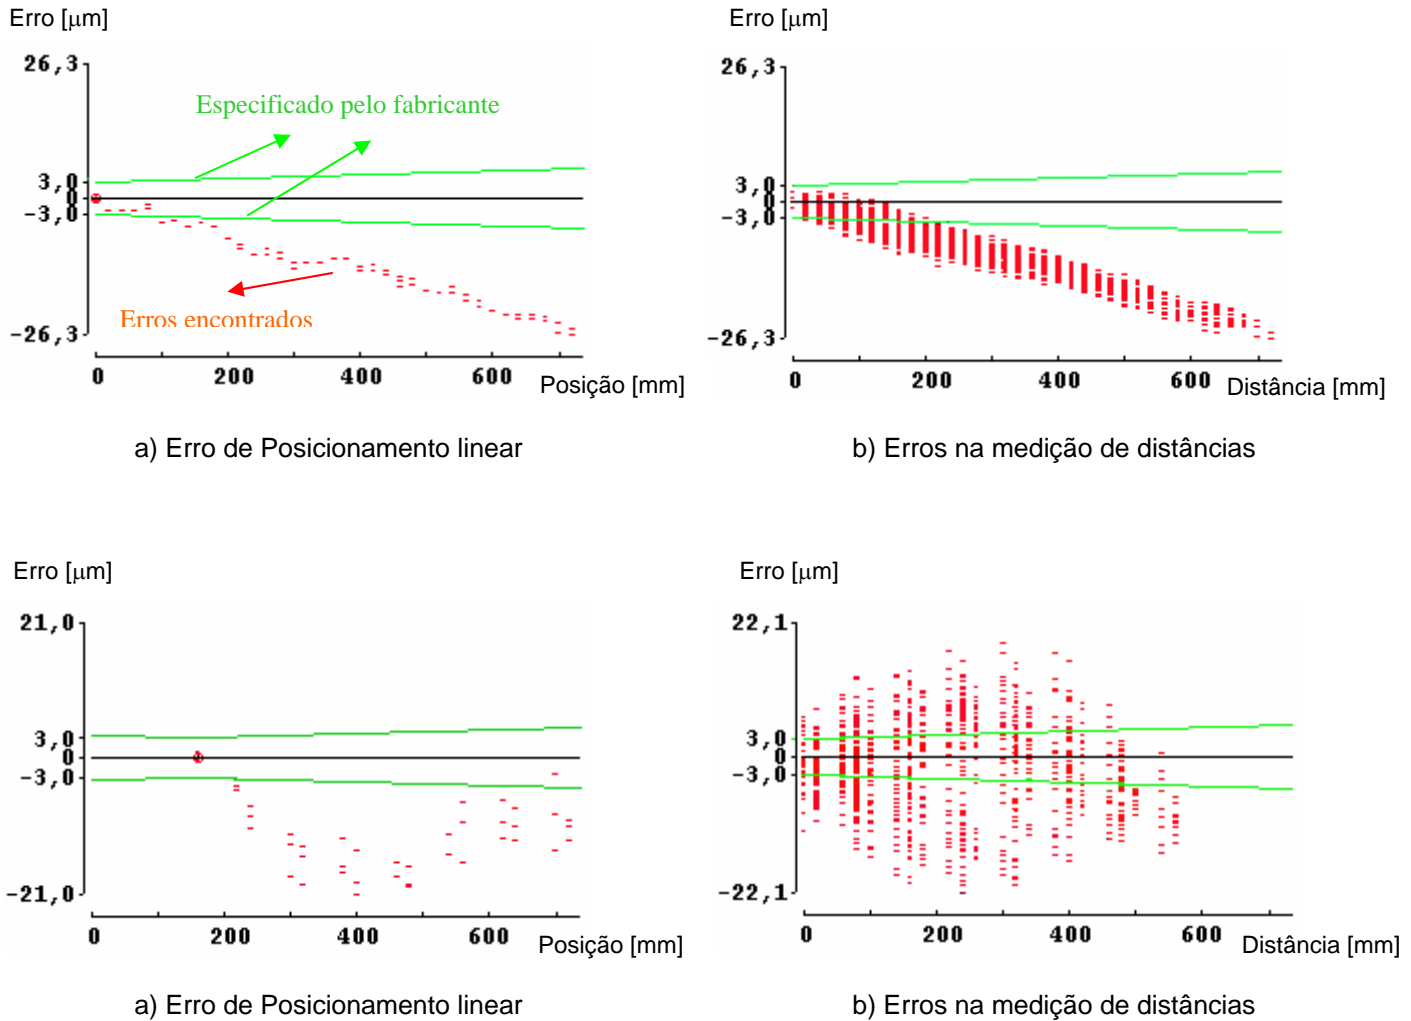 Erro [μm]
Erro [μm]
26,3
Especificado pelo fabricante
3,0
0
-3,0
Erros encontrados
-26,3
0 200 400 600 Posição [mm]
26,3
3,0
0
-3,0
-26,3
0 200 400 600 Distância [mm]
a) Erro de Posicionamento linear
b) Erros na medição de distâncias
Erro [μm]
Erro [μm]
21,0
3,0
0
-3,0
-21,0
0 200 400 600 Posição [mm]
22,1
3,0
0
-3,0
-22,1
0 200 400 600 Distância [mm]
a) Erro de Posicionamento linear
b) Erros na medição de distâncias